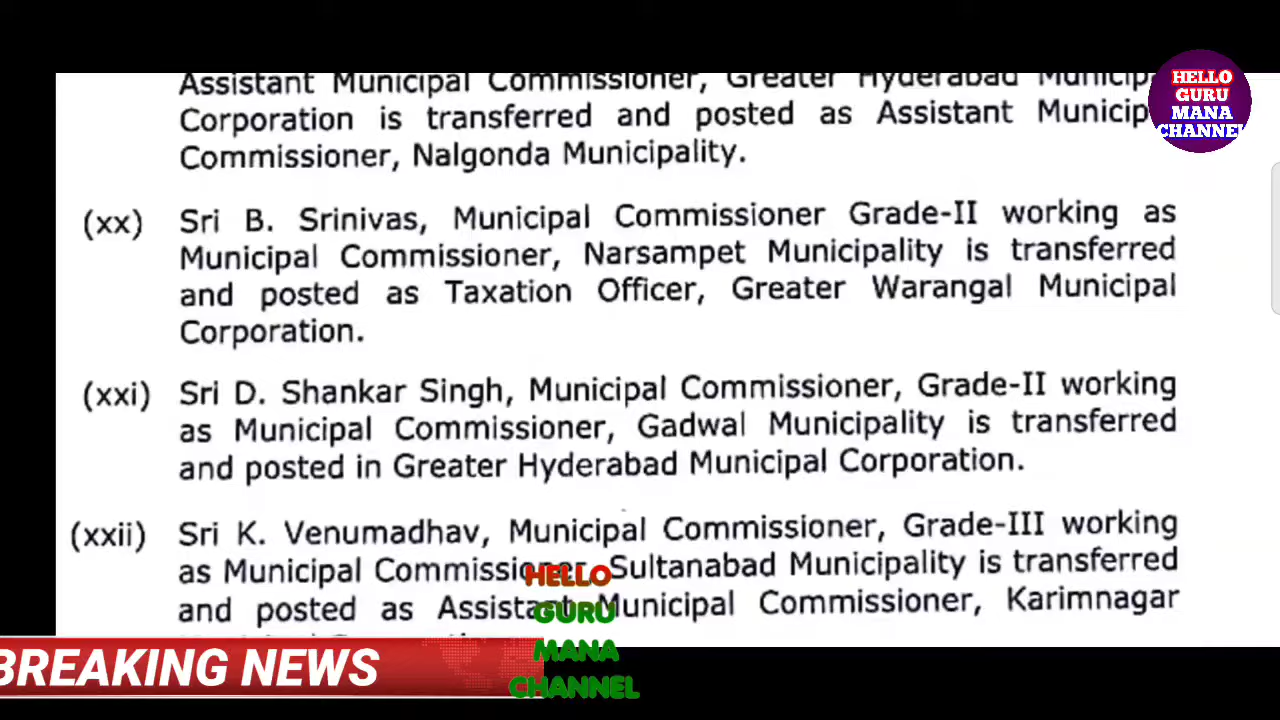 Assistant Municipal Commissioner, Greater Hyderabad
Corporation is transferred and posted as Assistant
Commissioner, Nalgonda Municipality.
(xx) Sri B. Srinivas, Municipal Commissioner Grade-II working as
Municipal Commissioner, Narsampet Municipality is transferred
and posted as Taxation Officer, Greater Warangal Municipal
Corporation.
(xxi) Sri D. Shankar Singh, Municipal Commissioner, Grade-II working
as Municipal Commissioner, Gadwal Municipality is transferred
and posted in Greater Hyderabad Municipal Corporation.
(xxii) Sri K. Venumadhav, Municipal Commissioner, Grade-III working
as Municipal Commissioner Sultanabad Municipality is transferred
and posted as Assistant Municipal Commissioner, Karimnagar
HELLO
GURU
MANA
CHANNEL
BREAKING NEWS
HELLO
GURU
MANA
CHANNEL